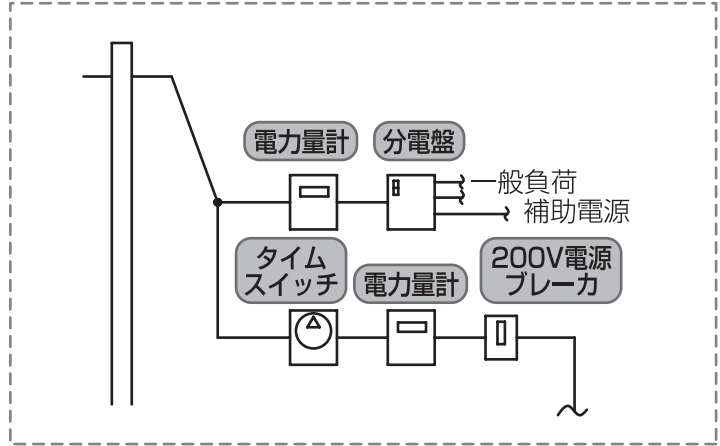 電力量計
分電盤
一般負荷
補助電源
タイム
スイッチ
電力量計
200V電源
ブレーカ